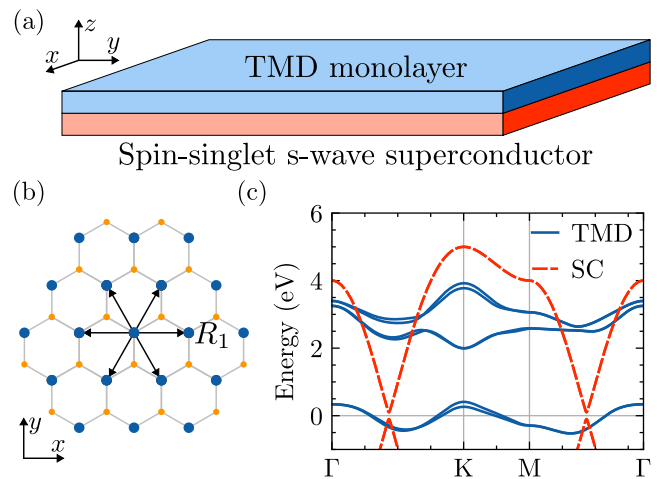 (a)
z
x
y
TMD monolayer
Spin-singlet s-wave superconductor
(b)
R₁
y
x
(c)
6
4
2
0
Energy (eV)
TMD
SC
Γ
K
M
Γ